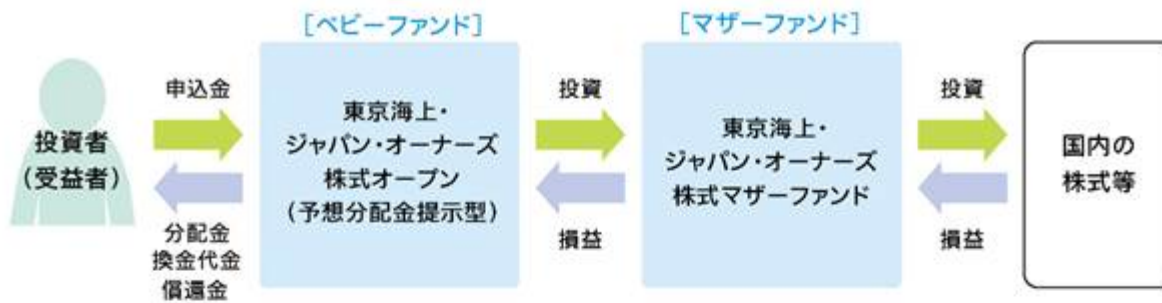 [ベビーファンド]
[マザーファンド]
投資者
(受益者)
申込金
分配金
換金代金
償還金
東京海上・
ジャパン・オーナーズ
株式オープン
(予想分配金提示型)
投資
損益
東京海上・
ジャパン・オーナーズ
株式マザーファンド
投資
損益
国内の
株式等